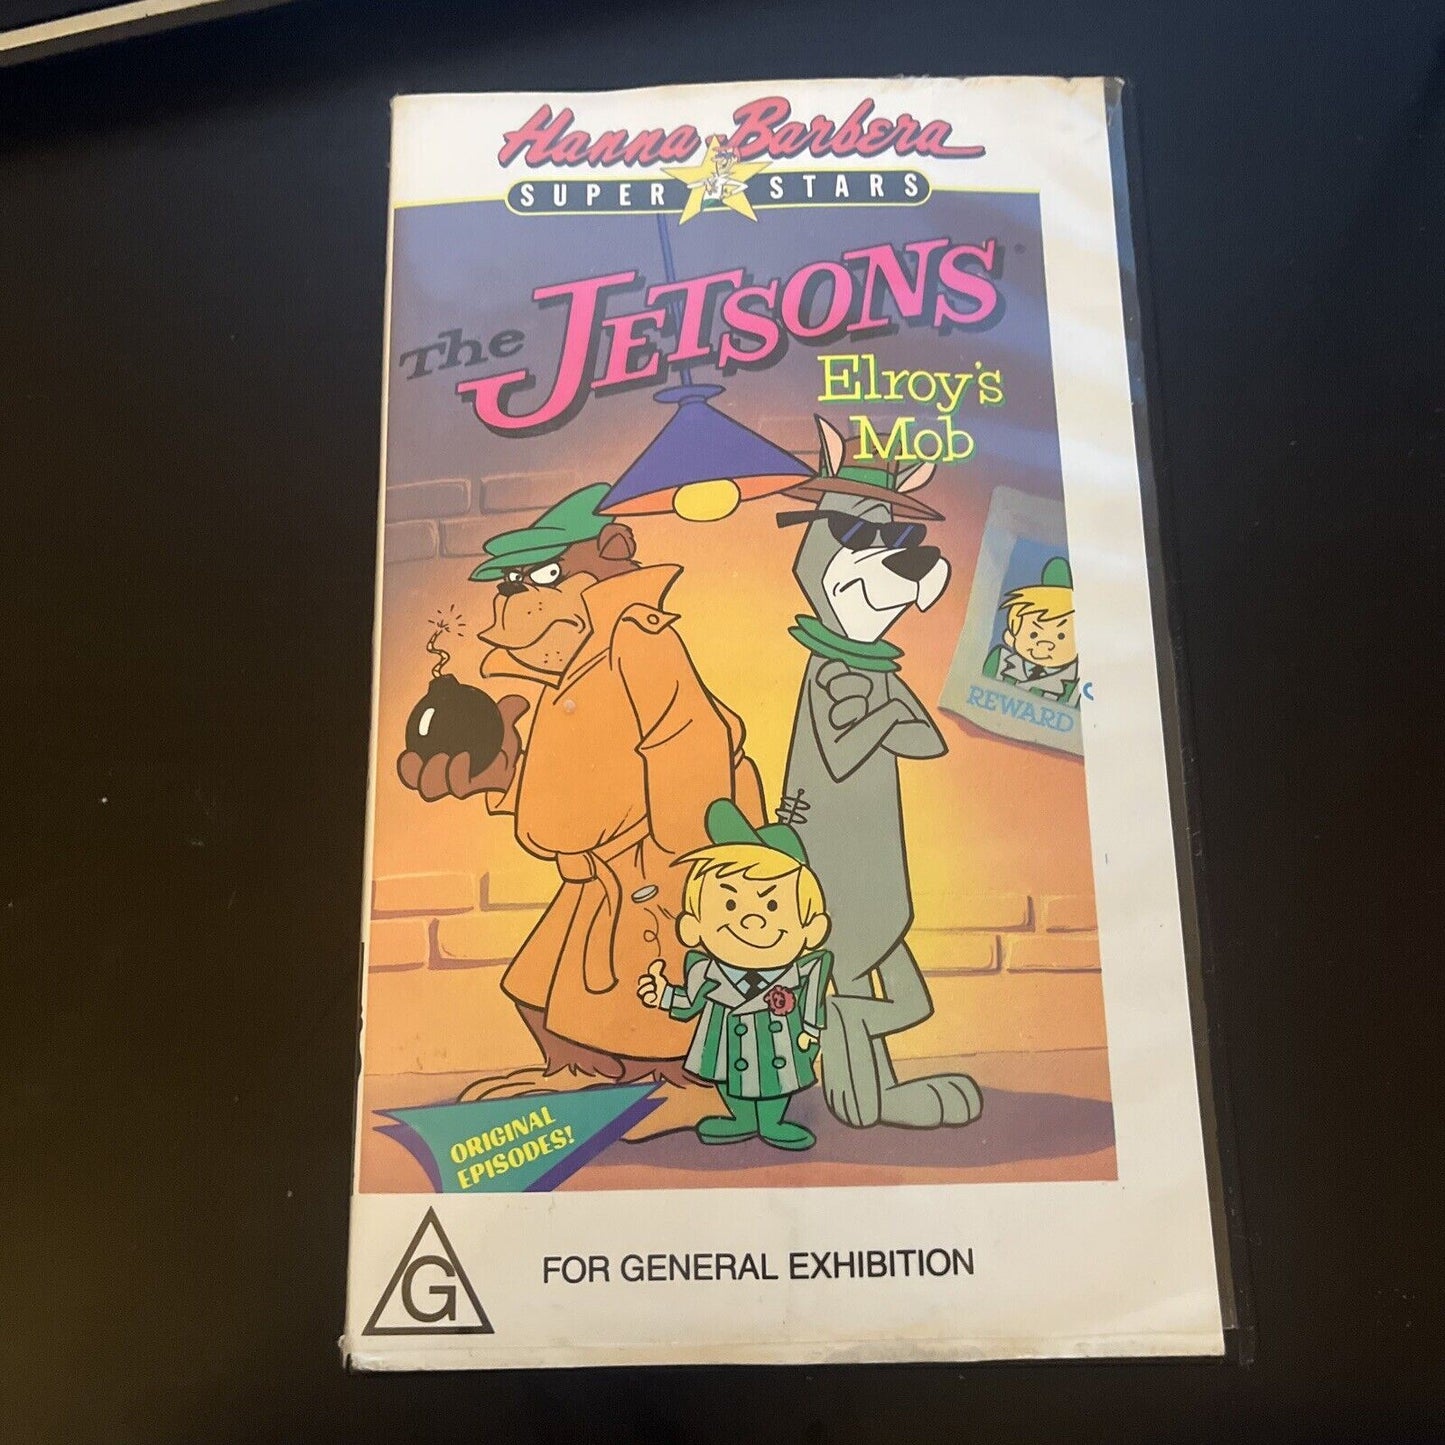 Hanna-Barbera
SUPER STARS
The JETSONS®
Elroy's
Mob
REWARD
ORIGINAL
EPISODES!
G
FOR GENERAL EXHIBITION